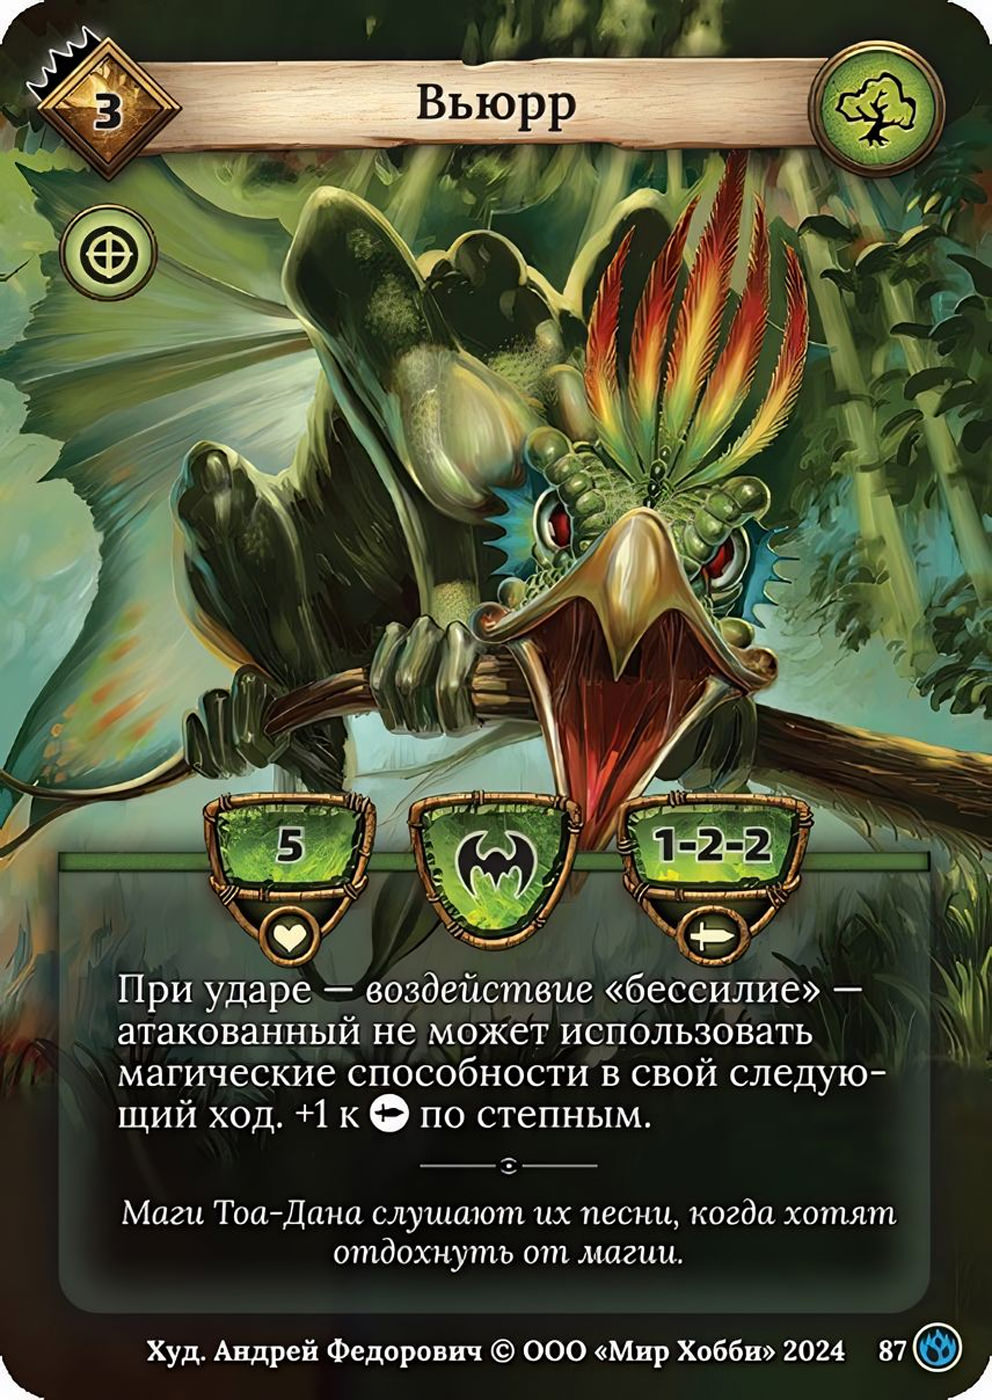 3
Вьюрр
5
1-2-2
При ударе — воздействие «бессилие» —
атакованный не может использовать
магические способности в свой следую-
щий ход. +1 к по степным.
Маги Тоа-Дана слушают их песни, когда хотят
отдохнуть от магии.
Худ. Андрей Федорович © ООО «Мир Хобби» 2024 87